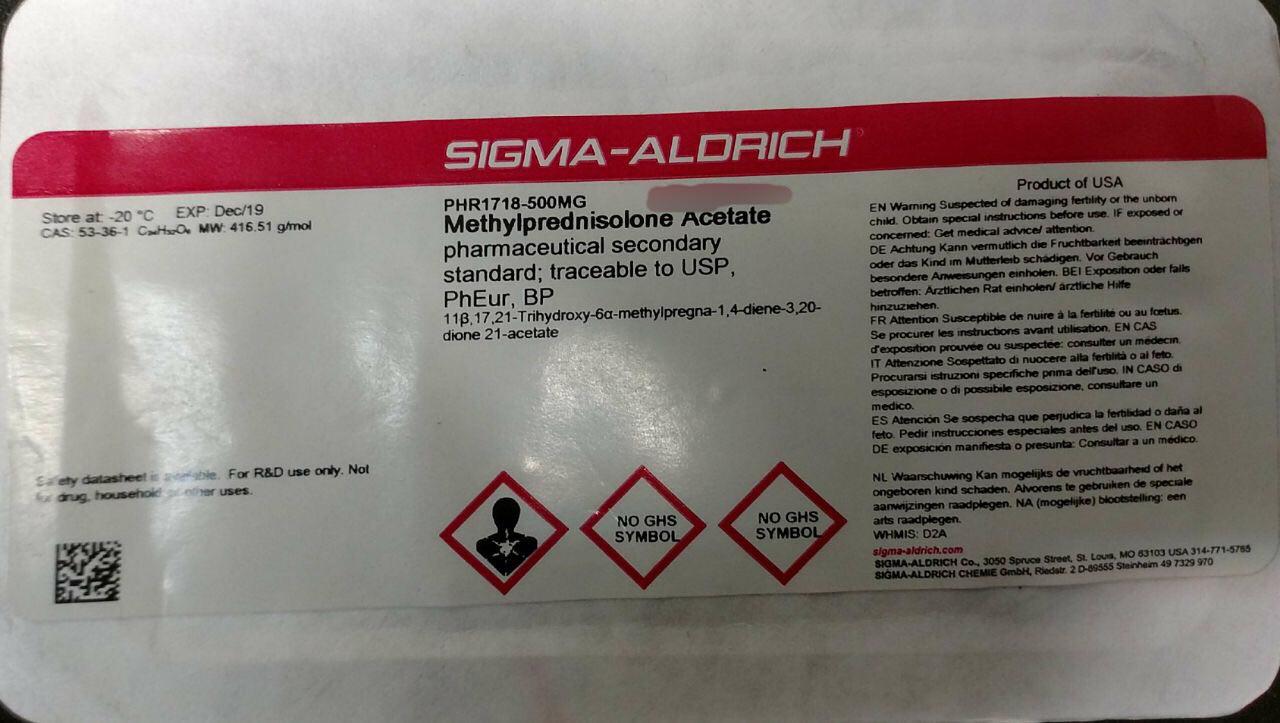 SIGMA-ALDRICH
Store at: -20 °C EXP: Dec/19
CAS: 53-36-1 C₂₄H₃₂O₆ MW: 416.51 g/mol
Safety datasheet is available. For R&D use only. Not
for drug, household or other uses.
PHR1718-500MG
Methylprednisolone Acetate
pharmaceutical secondary
standard; traceable to USP,
PhEur, BP
11β,17,21-Trihydroxy-6α-methylpregna-1,4-diene-3,20-
dione 21-acetate
NO GHS
SYMBOL
NO GHS
SYMBOL
Product of USA
EN Warning Suspected of damaging fertility or the unborn
child. Obtain special instructions before use. IF exposed or
concerned: Get medical advice/ attention.
DE Achtung Kann vermutlich die Fruchtbarkeit beeinträchtigen
oder das Kind im Mutterleib schädigen. Vor Gebrauch
besondere Anweisungen einholen. BEI Exposition oder falls
betroffen: Ärztlichen Rat einholen/ ärztliche Hilfe
hinzuziehen.
FR Attention Susceptible de nuire à la fertilité ou au fœtus.
Se procurer les instructions avant utilisation. EN CAS
d'exposition prouvée ou suspectée: consulter un médecin.
IT Attenzione Sospettato di nuocere alla fertilità o al feto.
Procurarsi istruzioni specifiche prima dell'uso. IN CASO di
esposizione o di possibile esposizione, consultare un
medico.
ES Atención Se sospecha que perjudica la fertilidad o daña al
feto. Pedir instrucciones especiales antes del uso. EN CASO
DE exposición manifiesta o presunta: Consultar a un médico.
NL Waarschuwing Kan mogelijks de vruchtbaarheid of het
ongeboren kind schaden. Alvorens te gebruiken de speciale
aanwijzingen raadplegen. NA (mogelijke) blootstelling: een
arts raadplegen.
WHMIS: D2A
sigma-aldrich.com
SIGMA-ALDRICH Co., 3050 Spruce Street, St. Louis, MO 63103 USA 314-771-5765
SIGMA-ALDRICH CHEMIE GmbH, Riedstr. 2 D-89555 Steinheim 49 7329 970